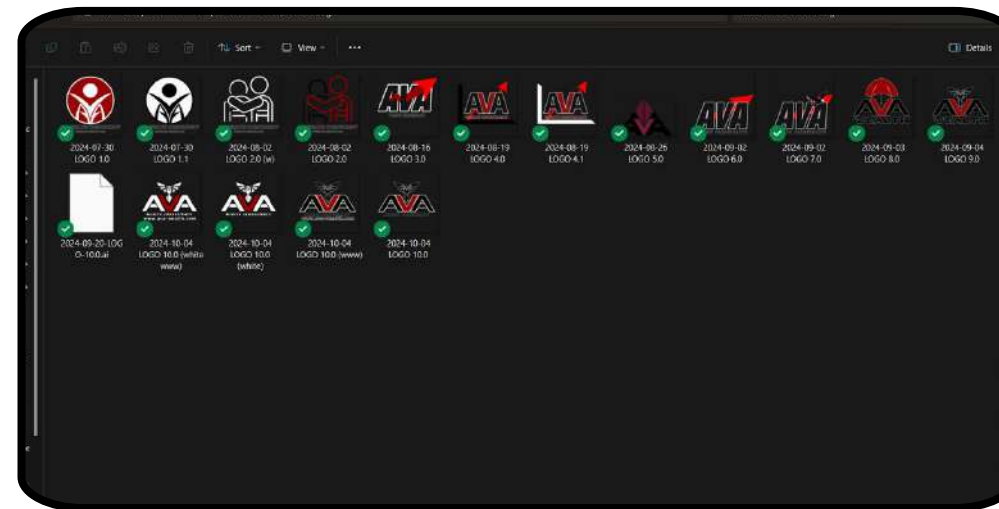 Sort
View
Details
2024-07-30
LOGO 1.0
2024-07-30
LOGO 1.1
2024-08-02
LOGO 2.0 (w)
2024-08-02
LOGO 2.0
2024-08-16
LOGO 3.0
2024-08-19
LOGO 4.0
2024-08-19
LOGO 4.1
2024-08-26
LOGO 5.0
2024-09-02
LOGO 6.0
2024-09-02
LOGO 7.0
2024-09-03
LOGO 8.0
2024-09-04
LOGO 9.0
AVA
AVA
AVA
AVA
AVA
AVA
AVA
2024-09-20-LOG
O-10.0.ai
AVA
2024-10-04
LOGO 10.0 (white
www)
AVA
2024-10-04
LOGO 10.0
(white)
AVA
2024-10-04
LOGO 10.0 (www)
AVA
2024-10-04
LOGO 10.0